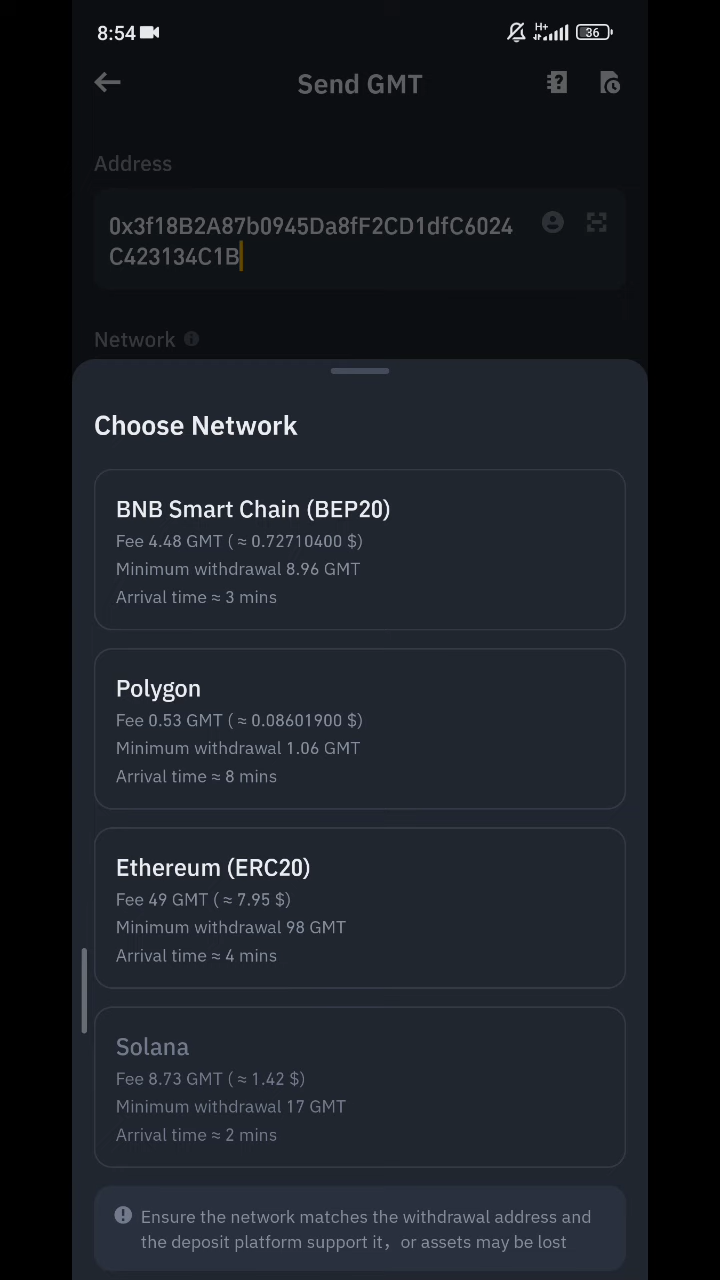 8:54
H+
36
Send GMT
Address
0x3f18B2A87b0945Da8fF2CD1dfC6024
C423134C1B
Network
Choose Network
BNB Smart Chain (BEP20)
Fee 4.48 GMT ( ≈ 0.72710400 $)
Minimum withdrawal 8.96 GMT
Arrival time ≈ 3 mins
Polygon
Fee 0.53 GMT ( ≈ 0.08601900 $)
Minimum withdrawal 1.06 GMT
Arrival time ≈ 8 mins
Ethereum (ERC20)
Fee 49 GMT ( ≈ 7.95 $)
Minimum withdrawal 98 GMT
Arrival time ≈ 4 mins
Solana
Fee 8.73 GMT ( ≈ 1.42 $)
Minimum withdrawal 17 GMT
Arrival time ≈ 2 mins
Ensure the network matches the withdrawal address and
the deposit platform support it，or assets may be lost